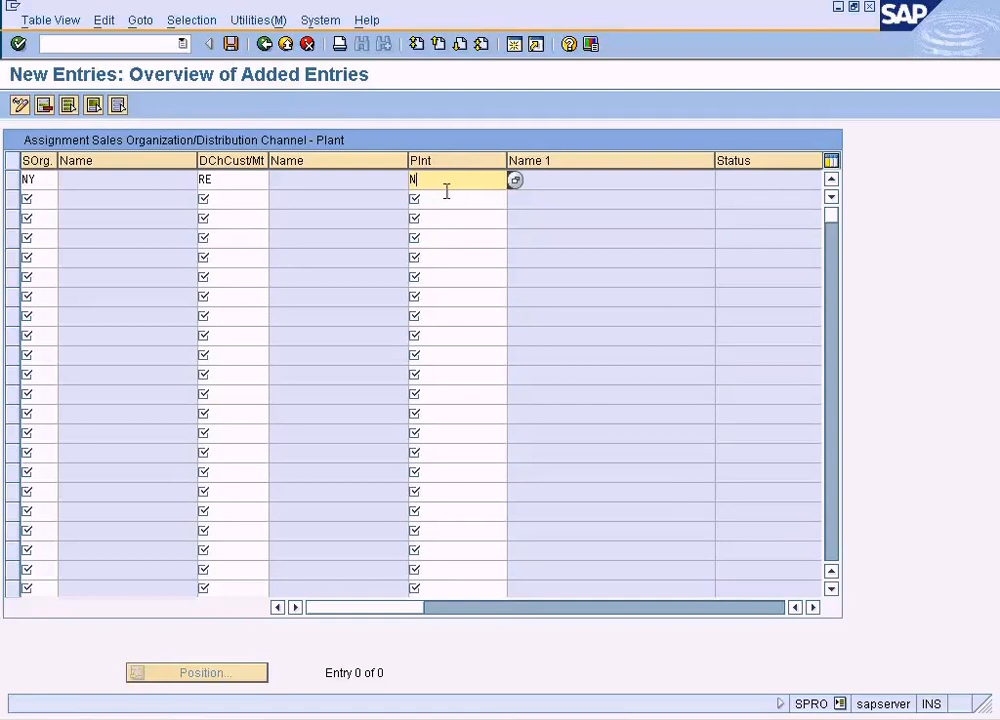 Table View Edit Goto Selection Utilities(M) System Help
SAP
New Entries: Overview of Added Entries
Assignment Sales Organization/Distribution Channel - Plant
SOrg. Name DChCust/Mt Name Plnt Name 1 Status
NY RE N
Position... Entry 0 of 0
SPRO sapserver INS